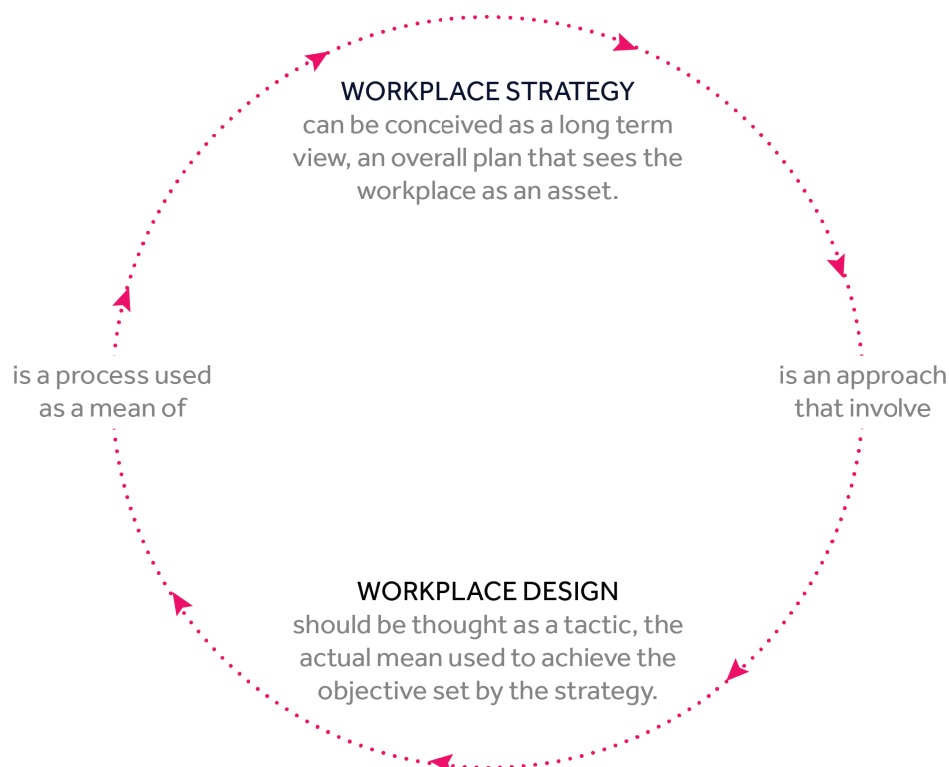 WORKPLACE STRATEGY
can be conceived as a long term
view, an overall plan that sees the
workplace as an asset.
is a process used
as a mean of
is an approach
that involve
WORKPLACE DESIGN
should be thought as a tactic, the
actual mean used to achieve the
objective set by the strategy.